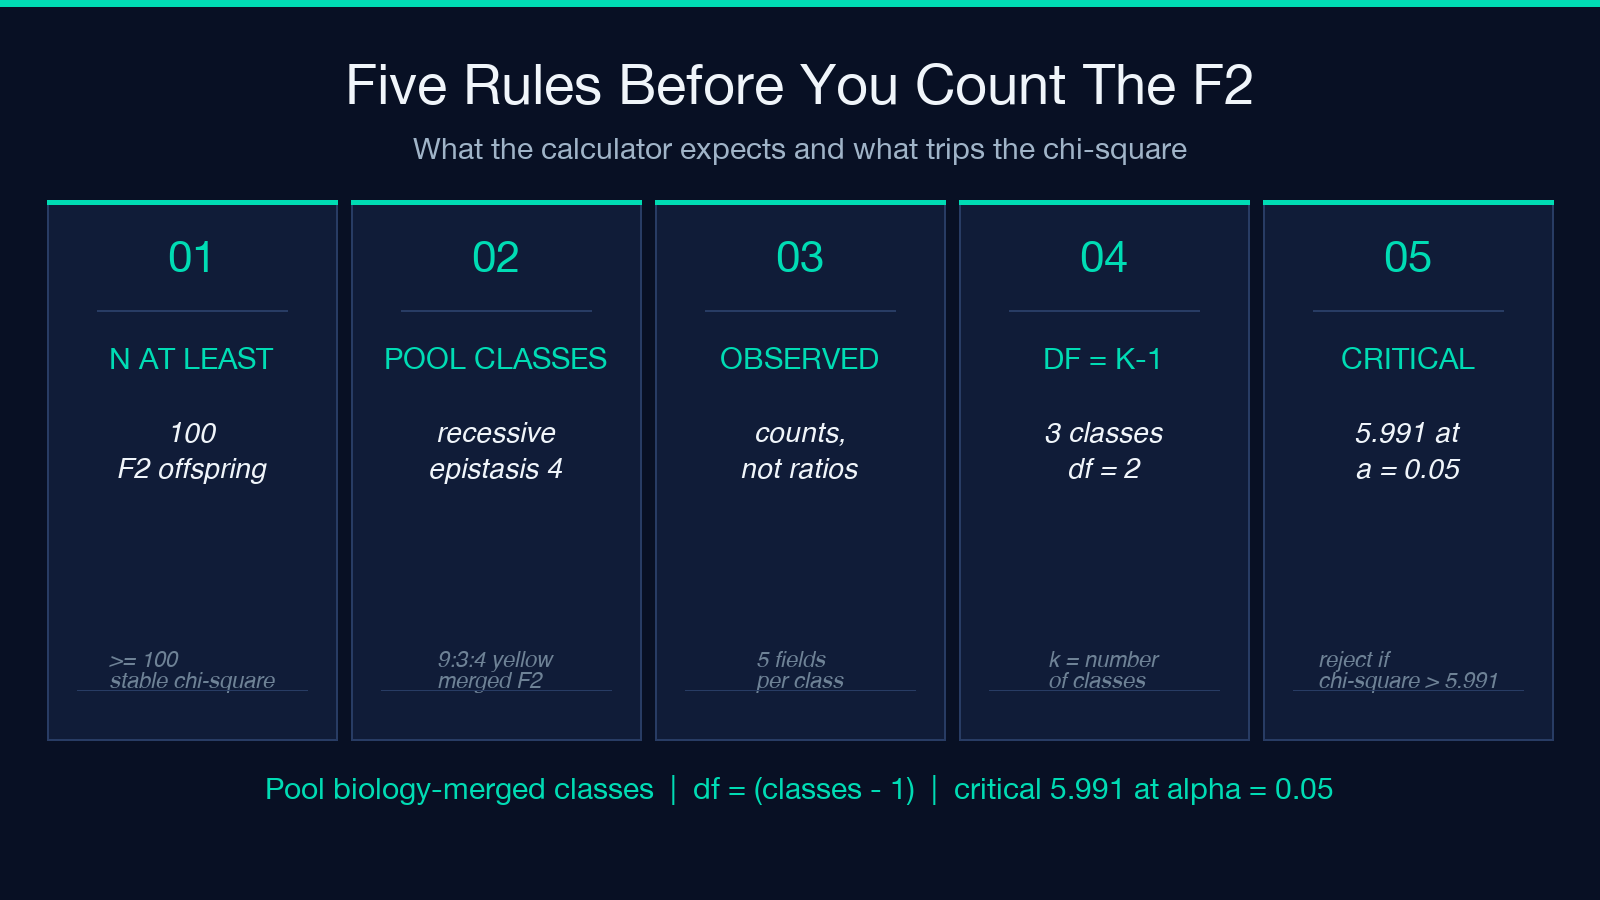 Five Rules Before You Count The F2
What the calculator expects and what trips the chi-square
01
N AT LEAST
100
F2 offspring
>= 100
stable chi-square
02
POOL CLASSES
recessive
epistasis 4
9:3:4 yellow
merged F2
03
OBSERVED
counts,
not ratios
5 fields
per class
04
DF = K-1
3 classes
df = 2
k = number
of classes
05
CRITICAL
5.991 at
a = 0.05
reject if
chi-square > 5.991
Pool biology-merged classes | df = (classes - 1) | critical 5.991 at alpha = 0.05